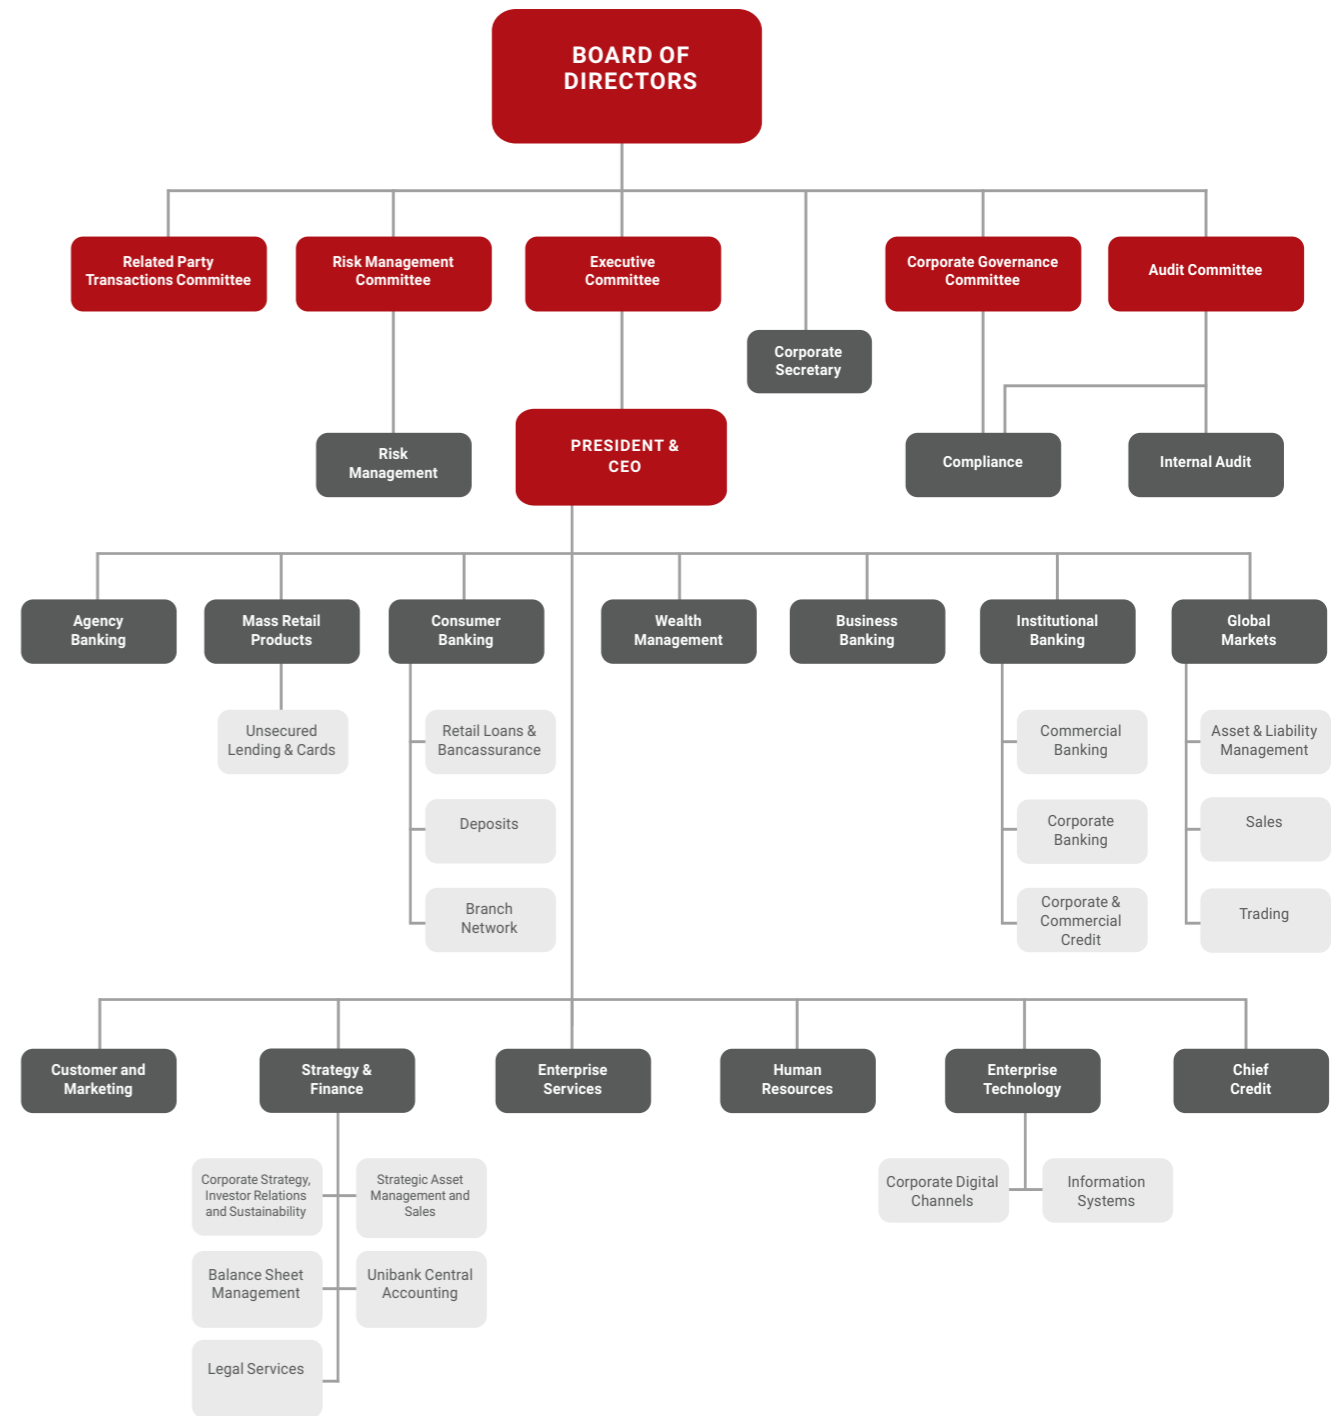 BOARD OF
DIRECTORS
Related Party
Transactions Committee
Risk Management
Committee
Executive
Committee
Corporate Governance
Committee
Audit Committee
Corporate
Secretary
Risk
Management
PRESIDENT &
CEO
Compliance
Internal Audit
Agency
Banking
Mass Retail
Products
Consumer
Banking
Wealth
Management
Business
Banking
Institutional
Banking
Global
Markets
Unsecured
Lending & Cards
Retail Loans &
Bancassurance
Commercial
Banking
Asset & Liability
Management
Deposits
Corporate
Banking
Sales
Branch
Network
Corporate &
Commercial
Credit
Trading
Customer and
Marketing
Strategy &
Finance
Enterprise
Services
Human
Resources
Enterprise
Technology
Chief
Credit
Corporate Strategy,
Investor Relations
and Sustainability
Strategic Asset
Management and
Sales
Corporate Digital
Channels
Information
Systems
Balance Sheet
Management
Unibank Central
Accounting
Legal Services